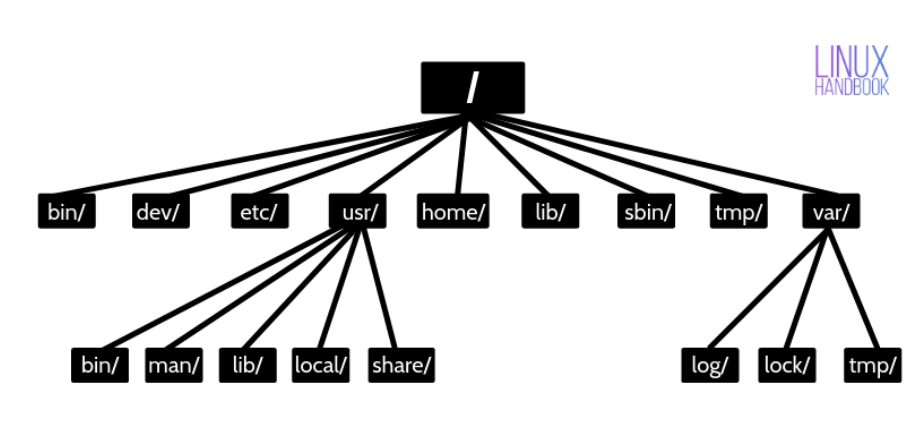 LINUX
HANDBOOK
/
bin/ dev/ etc/ usr/ home/ lib/ sbin/ tmp/ var/
bin/ man/ lib/ local/ share/ log/ lock/ tmp/